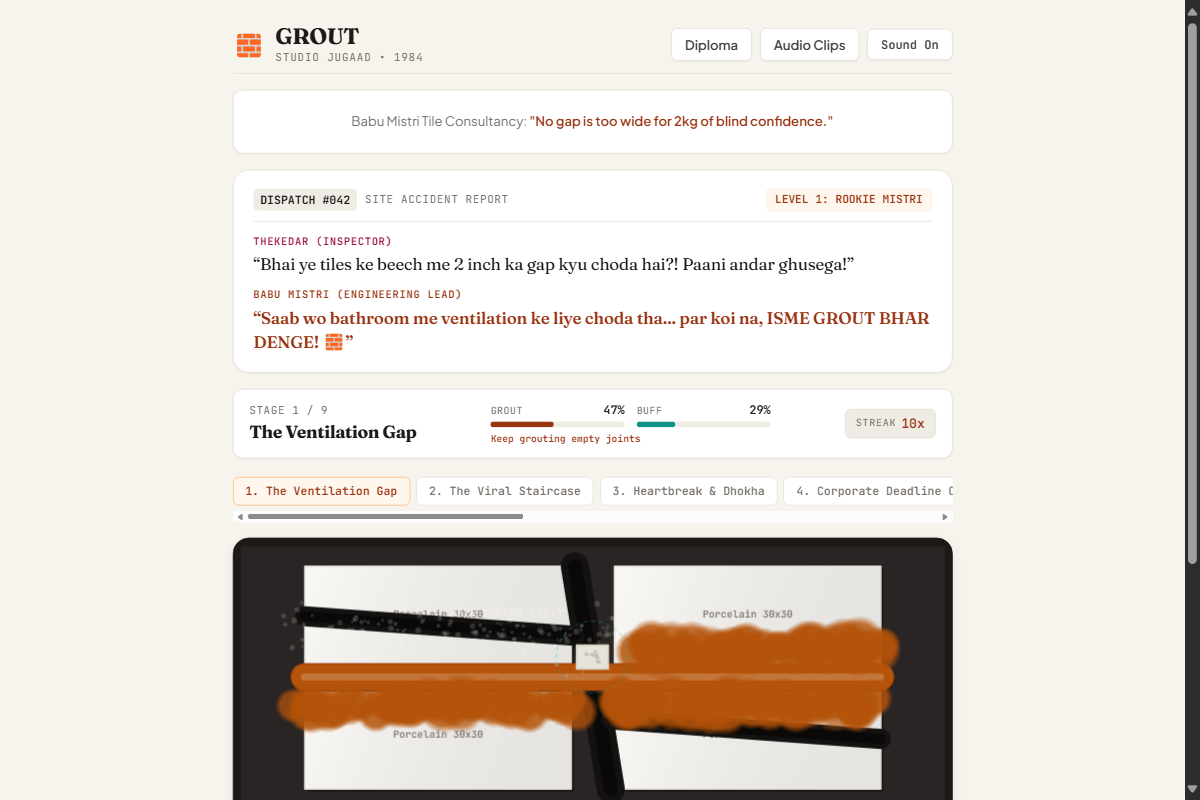 GROUT
STUDIO JUGAAD • 1984
Diploma
Audio Clips
Sound On
Babu Mistri Tile Consultancy: "No gap is too wide for 2kg of blind confidence."
DISPATCH #042
SITE ACCIDENT REPORT
LEVEL 1: ROOKIE MISTRI
THEKEDAR (INSPECTOR)
“Bhai ye tiles ke beech me 2 inch ka gap kyu choda hai?! Paani andar ghusega!”
BABU MISTRI (ENGINEERING LEAD)
“Saab wo bathroom me ventilation ke liye choda tha... par koi na, ISME GROUT BHAR
DENGE! 🧱”
STAGE 1 / 9
The Ventilation Gap
GROUT 47%
BUFF 29%
Keep grouting empty joints
STREAK 10x
1. The Ventilation Gap
2. The Viral Staircase
3. Heartbreak & Dhokha
4. Corporate Deadline
Porcelain 30x30
Porcelain 30x30
Porcelain 30x30